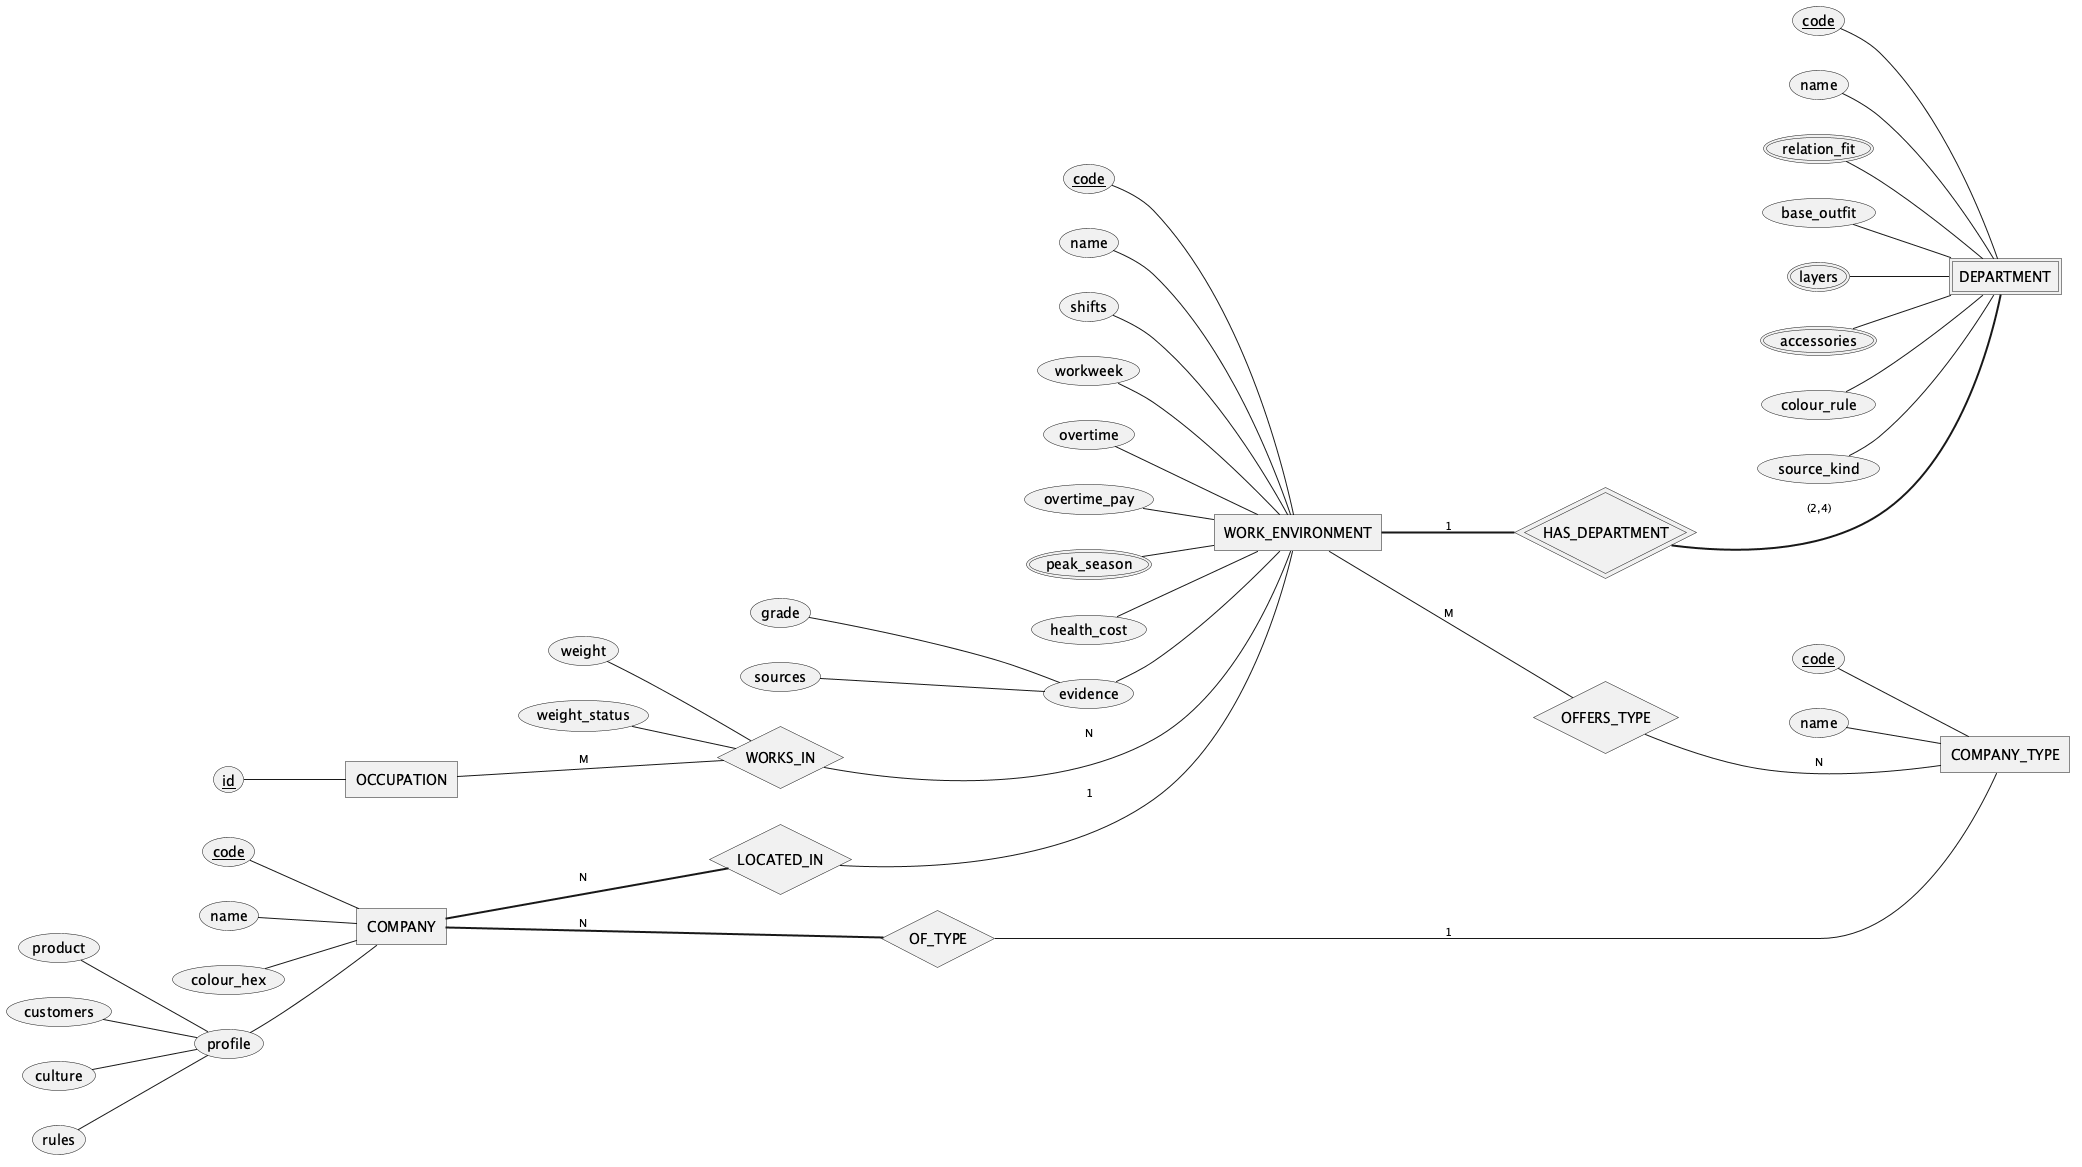 code
name
relation_fit
base_outfit
layers
accessories
colour_rule
source_kind
DEPARTMENT
(2,4)
code
name
shifts
workweek
overtime
overtime_pay
peak_season
health_cost
evidence
grade
sources
WORK_ENVIRONMENT
1
HAS_DEPARTMENT
M
OFFERS_TYPE
N
code
name
COMPANY_TYPE
weight
weight_status
WORKS_IN
N
M
id
OCCUPATION
1
LOCATED_IN
N
code
name
colour_hex
profile
COMPANY
N
OF_TYPE
1
product
customers
culture
rules